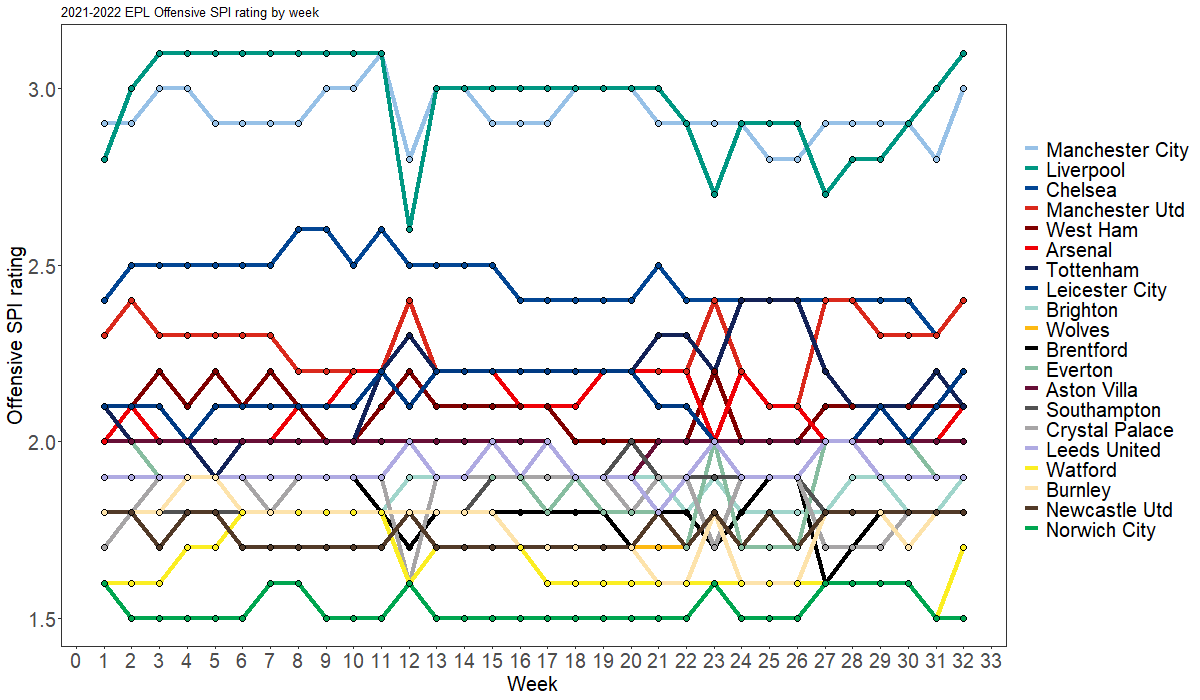 2021-2022 EPL Offensive SPI rating by week
Offensive SPI rating
3.0
2.5
2.0
1.5
0 1 2 3 4 5 6 7 8 9 10 11 12 13 14 15 16 17 18 19 20 21 22 23 24 25 26 27 28 29 30 31 32 33
Week
Manchester City
Liverpool
Chelsea
Manchester Utd
West Ham
Arsenal
Tottenham
Leicester City
Brighton
Wolves
Brentford
Everton
Aston Villa
Southampton
Crystal Palace
Leeds United
Watford
Burnley
Newcastle Utd
Norwich City